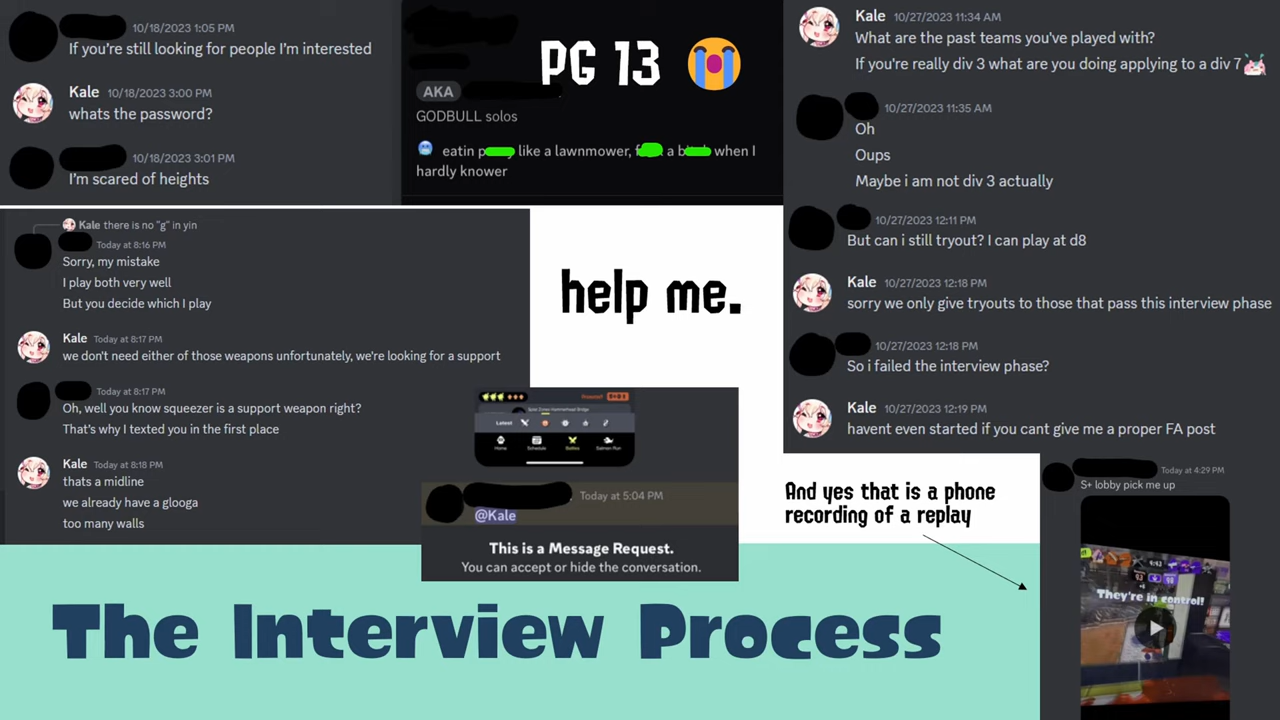 10/18/2023 1:05 PM
If you're still looking for people I'm interested
Kale 10/18/2023 3:00 PM
whats the password?
10/18/2023 3:01 PM
I'm scared of heights
PG 13
AKA
GODBULL solos
eatin p y like a lawmower, f a b h when I
hardly knower
Kale 10/27/2023 11:34 AM
What are the past teams you've played with?
If you're really div 3 what are you doing applying to a div 7
10/27/2023 11:35 AM
Oh
Oups
Maybe i am not div 3 actually
10/27/2023 12:11 PM
But can i still tryout? I can play at d8
Kale 10/27/2023 12:18 PM
sorry we only give tryouts to those that pass this interview phase
10/27/2023 12:18 PM
So i failed the interview phase?
Kale 10/27/2023 12:19 PM
havent even started if you cant give me a proper FA post
Kale there is no "g" in yin
Today at 8:16 PM
Sorry, my mistake
I play both very well
But you decide which I play
Kale Today at 8:17 PM
we don't need either of those weapons unfortunately, we're looking for a support
Today at 8:17 PM
Oh, well you know squeezer is a support weapon right?
That's why I texted you in the first place
Kale Today at 8:18 PM
thats a midline
we already have a glooga
too many walls
help me.
Latest
Home Schedule Salmon Run
Today at 5:04 PM
@Kale
This is a Message Request.
You can accept or hide the conversation.
And yes that is a phone
recording of a replay
Today at 4:29 PM
S+ lobby pick me up
93 98
They're in control!
The Interview Process